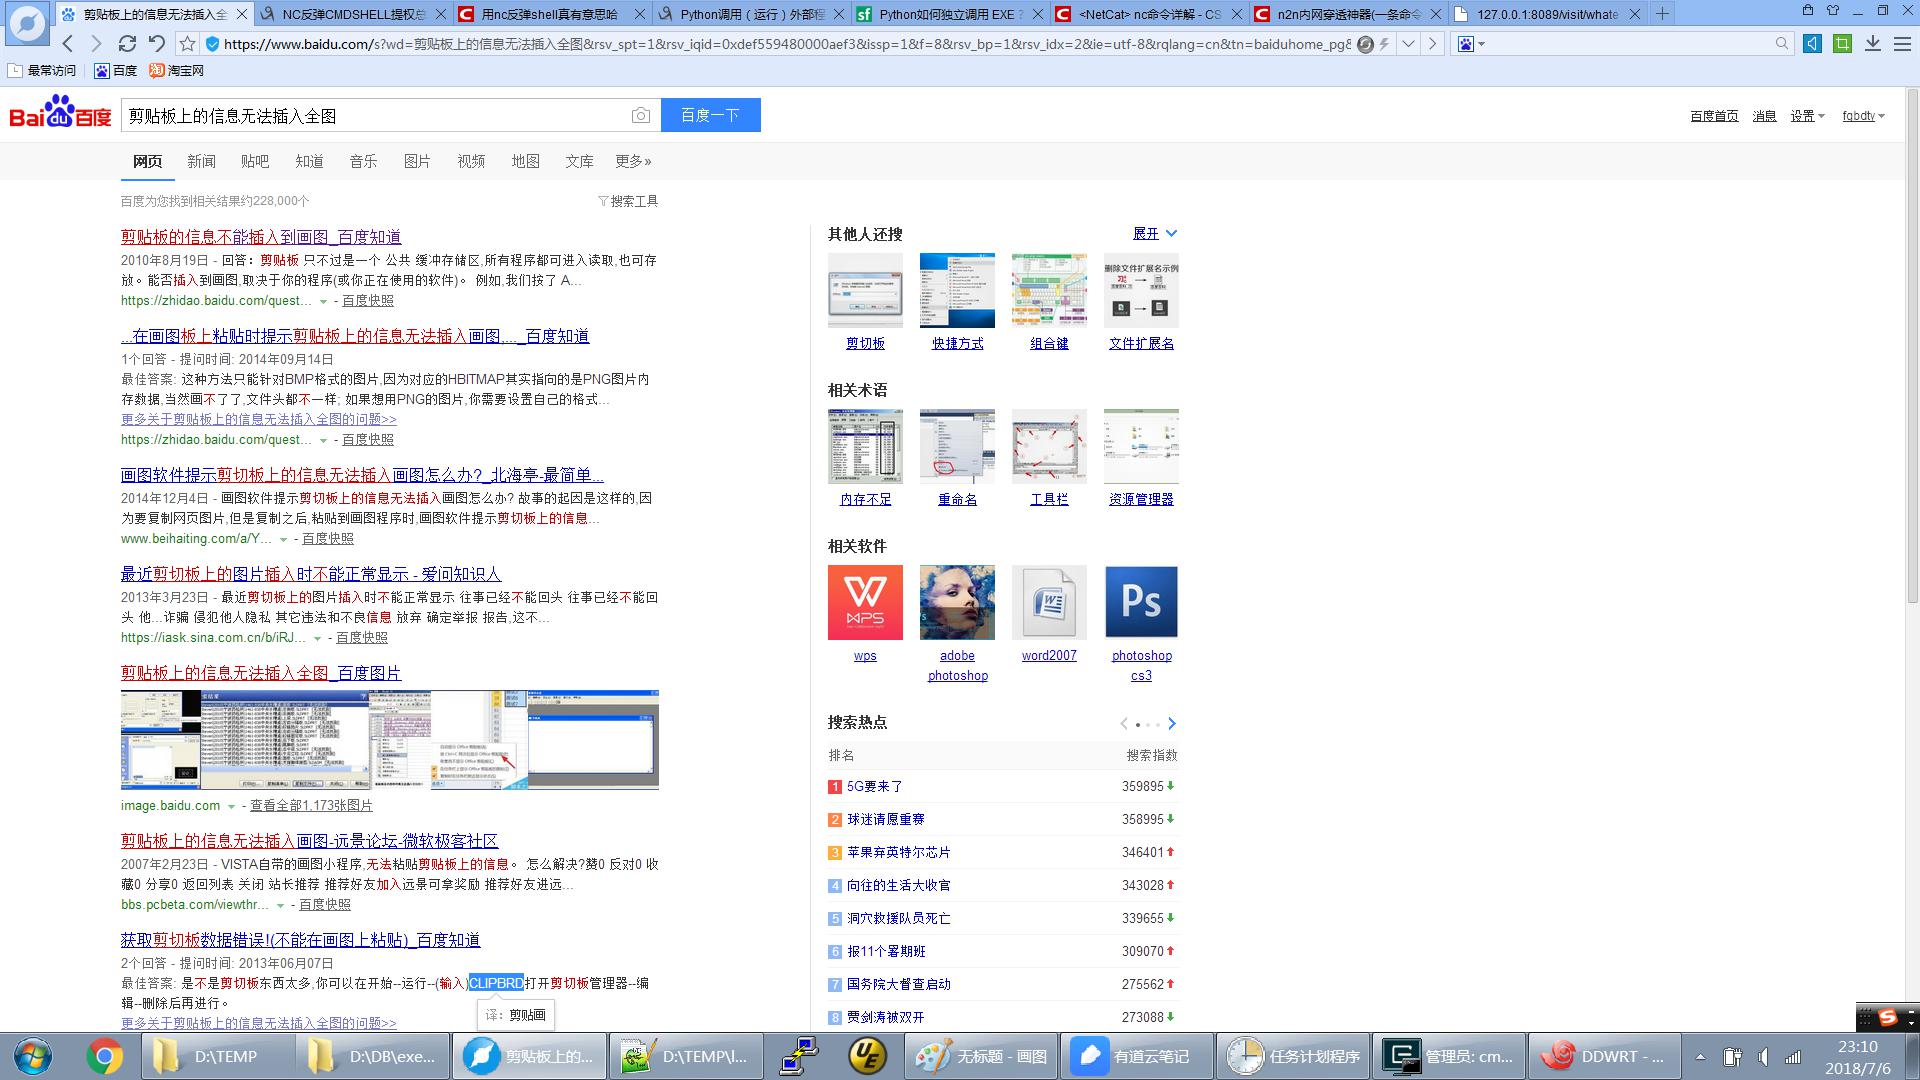 剪贴板上的信息无法插入全
NC反弹CMDSHELL提权总
用nc反弹shell真有意思哈
Python调用（运行）外部程
Python如何独立调用 EXE ?
<NetCat> nc命令详解 - CS
n2n内网穿透神器(一条命令
127.0.0.1:8089/visit/whate
https://www.baidu.com/s?wd=剪贴板上的信息无法插入全图&rsv_spt=1&rsv_iqid=0xdef559480000aef3&issp=1&f=8&rsv_bp=1&rsv_idx=2&ie=utf-8&rqlang=cn&tn=baiduhome_pg&
最常访问 百度 淘宝网
Bai du 百度
剪贴板上的信息无法插入全图
百度一下
百度首页 消息 设置 fqbdtv
网页 新闻 贴吧 知道 音乐 图片 视频 地图 文库 更多»
百度为您找到相关结果约228,000个
搜索工具
剪贴板的信息不能插入到画图_百度知道
2010年8月19日 - 回答：剪贴板 只不过是一个 公共 缓冲存储区,所有程序都可进入读取,也可存
放。能否插入到画图,取决于你的程序(或你正在使用的软件)。 例如,我们按了 A...
https://zhidao.baidu.com/quest... - 百度快照
...在画图板上粘贴时提示剪贴板上的信息无法插入画图,..._百度知道
1个回答 - 提问时间: 2014年09月14日
最佳答案: 这种方法只能针对BMP格式的图片,因为对应的HBITMAP其实指向的是PNG图片内
存数据,当然画不了了,文件头都不一样; 如果想用PNG的图片,你需要设置自己的格式...
更多关于剪贴板上的信息无法插入全图的问题>>
https://zhidao.baidu.com/quest... - 百度快照
画图软件提示剪切板上的信息无法插入画图怎么办?_北海亭-最简单...
2014年12月4日 - 画图软件提示剪切板上的信息无法插入画图怎么办? 故事的起因是这样的,因
为要复制网页图片,但是复制之后,粘贴到画图程序时,画图软件提示剪切板上的信息...
www.beihaiting.com/a/Y... - 百度快照
最近剪切板上的图片插入时不能正常显示 - 爱问知识人
2013年3月23日 - 最近剪切板上的图片插入时不能正常显示 往事已经不能回头 往事已经不能回
头 他...诈骗 侵犯他人隐私 其它违法和不良信息 放弃 确定举报 报告,这不...
https://iask.sina.com.cn/b/iRJ... - 百度快照
剪贴板上的信息无法插入全图_百度图片
image.baidu.com - 查看全部1,173张图片
剪贴板上的信息无法插入画图-远景论坛-微软极客社区
2007年2月23日 - VISTA自带的画图小程序,无法粘贴剪贴板上的信息。 怎么解决?赞0 反对0 收
藏0 分享0 返回列表 关闭 站长推荐 推荐好友加入远景可拿奖励 推荐好友进远...
bbs.pcbeta.com/viewthr... - 百度快照
获取剪切板数据错误!(不能在画图上粘贴)_百度知道
2个回答 - 提问时间: 2013年06月07日
最佳答案: 是不是剪切板东西太多,你可以在开始--运行--(输入)CLIPBRD打开剪切板管理器--编
辑--删除后再进行。
更多关于剪贴板上的信息无法插入全图的问题>>
译：剪贴画
其他人还搜 展开
删除文件扩展名示例
剪切板 快捷方式 组合键 文件扩展名
相关术语
内存不足 重命名 工具栏 资源管理器
相关软件
WPS
Ps
wps adobe photoshop word2007 photoshop cs3
搜索热点
排名 搜索指数
1 5G要来了 359895
2 球迷请愿重赛 358995
3 苹果弃英特尔芯片 346401
4 向往的生活大收官 343028
5 洞穴救援队员死亡 339655
6 报11个暑期班 309070
7 国务院大督查启动 275562
8 贾剑涛被双开 273088
D:\TEMP
D:\DB\exe...
剪贴板上的...
D:\TEMP\l...
UE
无标题 - 画图
有道云笔记
任务计划程序
管理员: cm...
DDWRT - ...
23:10
2018/7/6